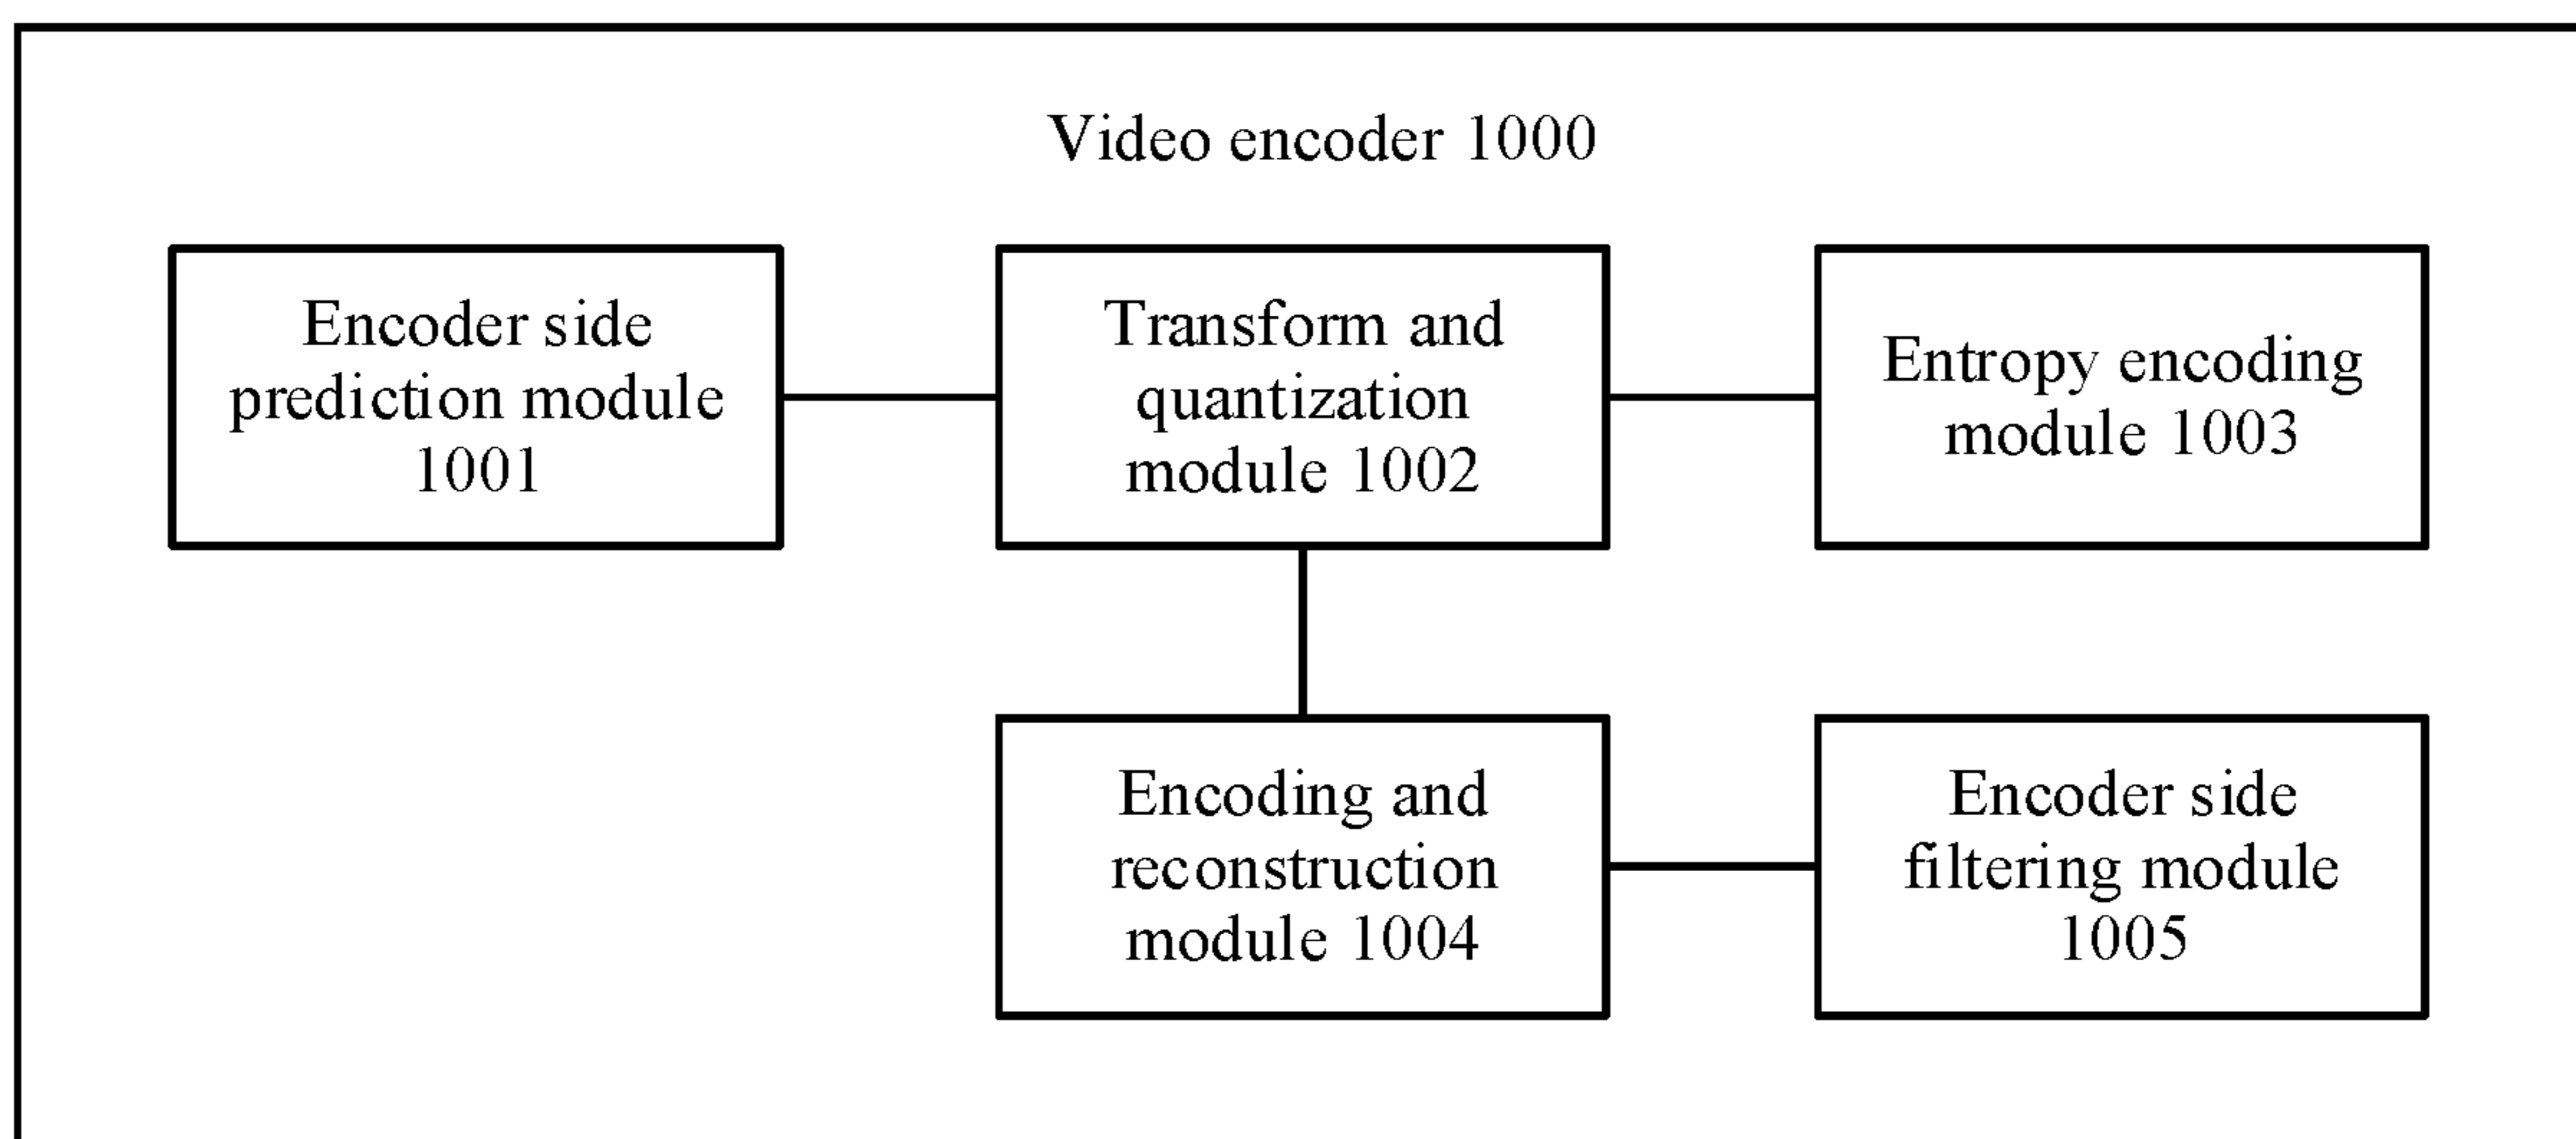 Video encoder 1000
Encoder side
prediction module
1001
Transform and
quantization
module 1002
Entropy encoding
module 1003
Encoding and
reconstruction
module 1004
Encoder side
filtering module
1005